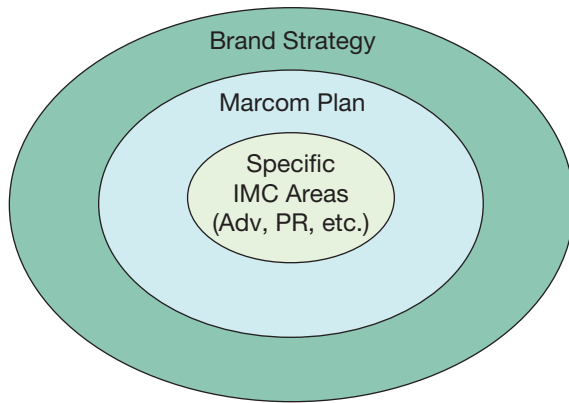 Brand Strategy
Marcom Plan
Specific
IMC Areas
(Adv, PR, etc.)